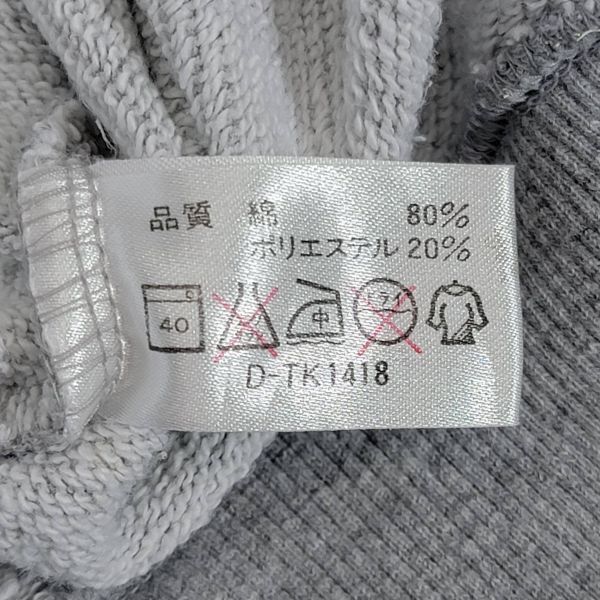 品質 綿 80%
ポリエステル 20%
40 中
D-TK1418